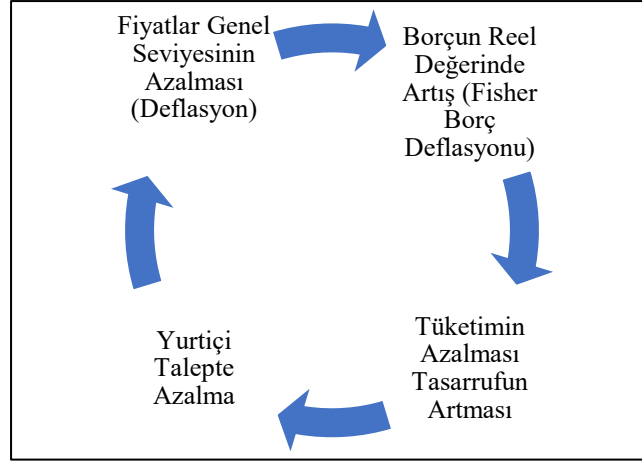 Fiyatlar Genel
Seviyesinin
Azalması
(Deflasyon)
Borçun Reel
Değerinde
Artış (Fisher
Borç
Deflasyonu)
Tüketimin
Azalması
Tasarrufun
Artması
Yurtiçi
Talepte
Azalma